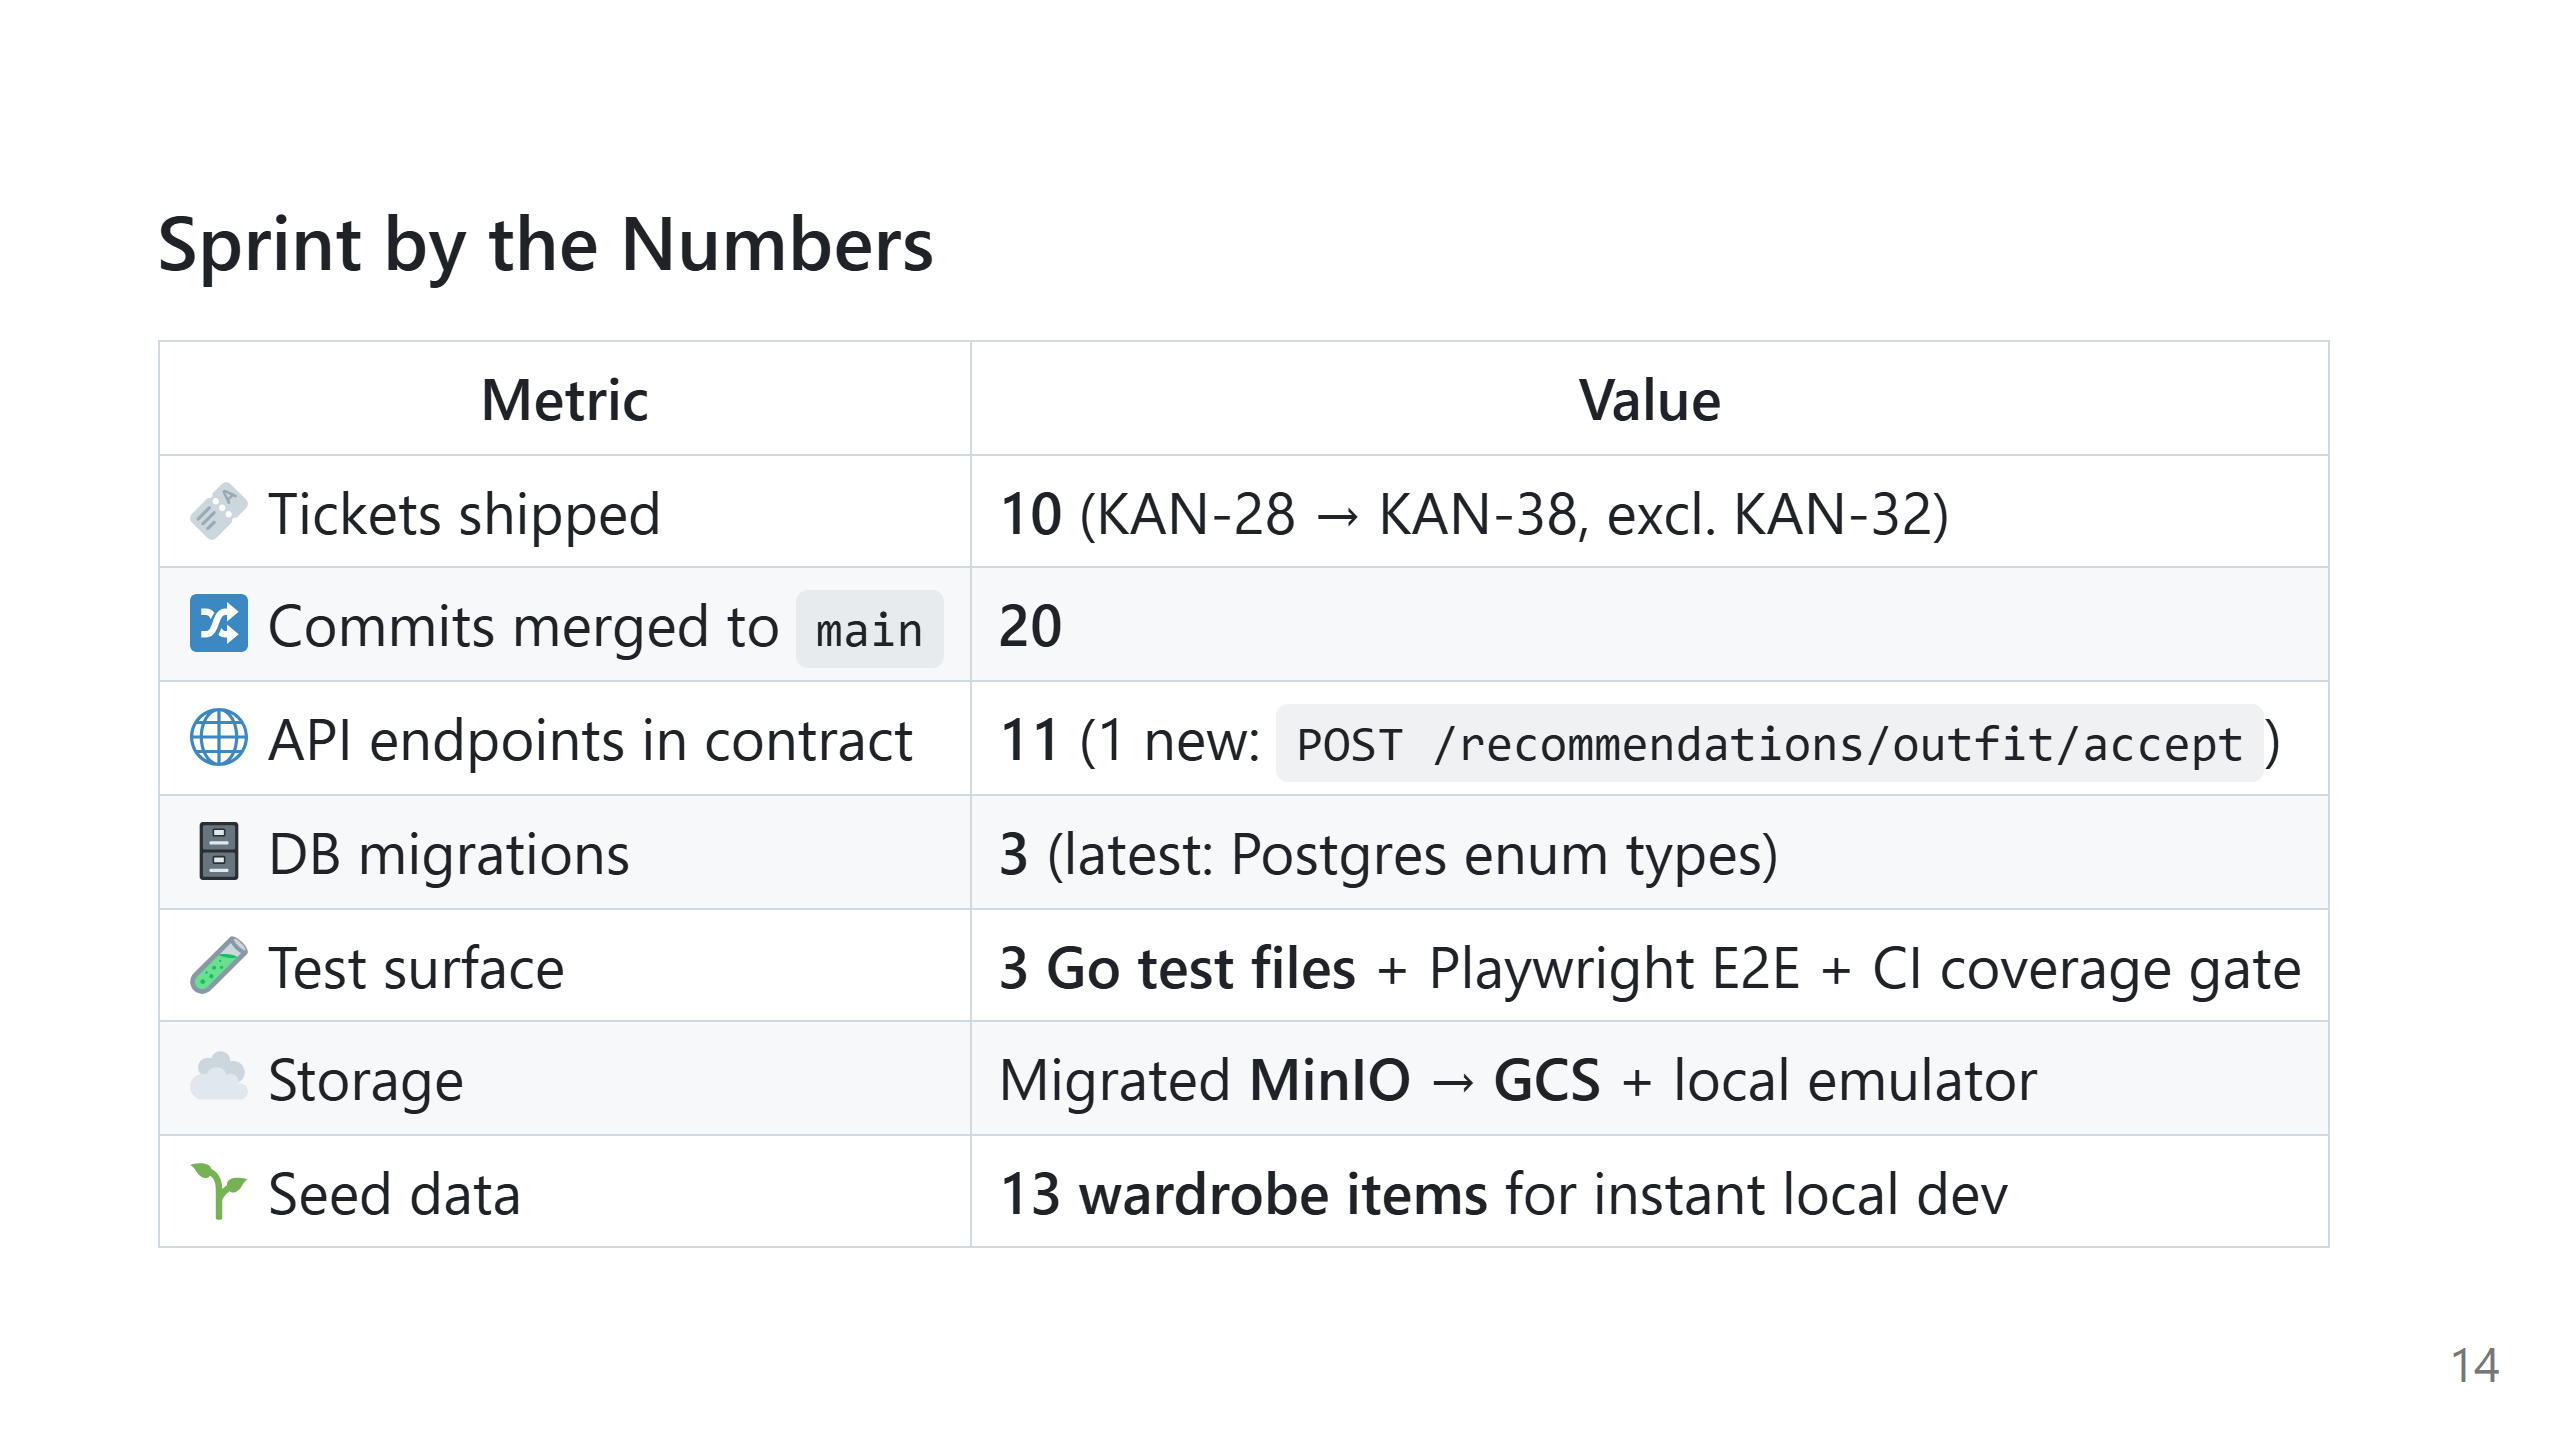 Sprint by the Numbers
Metric Value
Tickets shipped 10 (KAN-28 → KAN-38, excl. KAN-32)
Commits merged to main 20
API endpoints in contract 11 (1 new: POST /recommendations/outfit/accept)
DB migrations 3 (latest: Postgres enum types)
Test surface 3 Go test files + Playwright E2E + CI coverage gate
Storage Migrated MinIO → GCS + local emulator
Seed data 13 wardrobe items for instant local dev
14